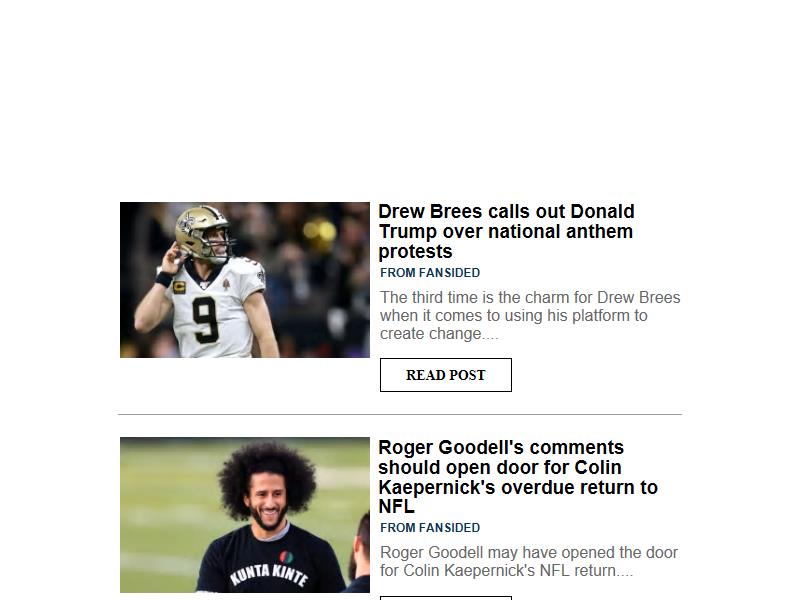 Drew Brees calls out Donald
Trump over national anthem
protests
FROM FANSIDED
The third time is the charm for Drew Brees
when it comes to using his platform to
create change....
9
C
READ POST
Roger Goodell's comments
should open door for Colin
Kaepernick's overdue return to
NFL
FROM FANSIDED
Roger Goodell may have opened the door
for Colin Kaepernick's NFL return....
KUNTA KINTE